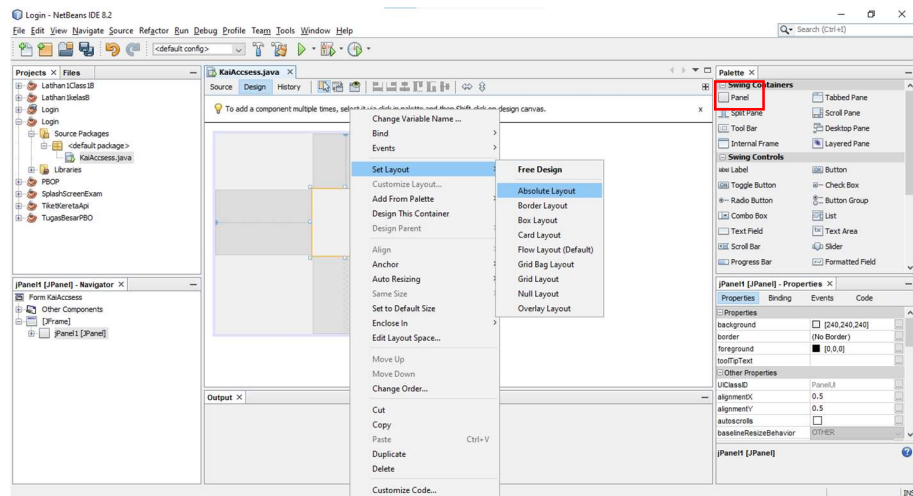 Login - NetBeans IDE 8.2
File Edit View Navigate Source Refactor Run Debug Profile Team Tools Window Help
Search (Ctrl+I)
<default config>
Projects × Files
Lathan1Class1B
Lathan1kelasB
Login
Login
Source Packages
<default package>
KaiAccsess.java
Libraries
PBOP
SplashScreenExam
TiketKeretaApi
TugasBesarPBO
jPanel1 [JPanel] - Navigator ×
Form KaiAccsess
Other Components
[JFrame]
jPanel1 [JPanel]
KaiAccsess.java ×
Source Design History
To add a component multiple times, select it via click in palette and then Shift-click on design canvas. x
Change Variable Name ...
Bind
Events
Set Layout
Customize Layout...
Add From Palette
Design This Container
Design Parent
Align
Anchor
Auto Resizing
Same Size
Set to Default Size
Enclose In
Edit Layout Space...
Move Up
Move Down
Change Order...
Cut
Copy
Paste Ctrl+V
Duplicate
Delete
Customize Code...
Free Design
Absolute Layout
Border Layout
Box Layout
Card Layout
Flow Layout (Default)
Grid Bag Layout
Grid Layout
Null Layout
Overlay Layout
Output ×
Palette ×
Swing Containers
Panel Tabbed Pane
Split Pane Scroll Pane
Tool Bar Desktop Pane
Internal Frame Layered Pane
Swing Controls
label Label OK Button
ON Toggle Button Check Box
Radio Button Button Group
Combo Box List
Text Field Text Area
Scroll Bar Slider
Progress Bar Formatted Field
jPanel1 [JPanel] - Properties ×
Properties Binding Events Code
Properties
background [240,240,240]
border (No Border)
foreground [0,0,0]
toolTipText
Other Properties
UIClassID PanelUI
alignmentX 0.5
alignmentY 0.5
autoscrolls
baselineResizeBehavior OTHER
jPanel1 [JPanel]
INS